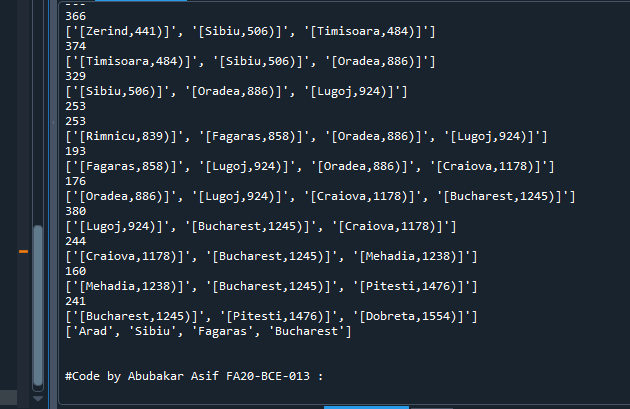 366
['[Zerind,441)]', '[Sibiu,506)]', '[Timisoara,484)]']
374
['[Timisoara,484)]', '[Sibiu,506)]', '[Oradea,886)]']
329
['[Sibiu,506)]', '[Oradea,886)]', '[Lugoj,924)]']
253
253
['[Rimnicu,839)]', '[Fagaras,858)]', '[Oradea,886)]', '[Lugoj,924)]']
193
['[Fagaras,858)]', '[Lugoj,924)]', '[Oradea,886)]', '[Craiova,1178)]']
176
['[Oradea,886)]', '[Lugoj,924)]', '[Craiova,1178)]', '[Bucharest,1245)]']
380
['[Lugoj,924)]', '[Bucharest,1245)]', '[Craiova,1178)]']
244
['[Craiova,1178)]', '[Bucharest,1245)]', '[Mehadia,1238)]']
160
['[Mehadia,1238)]', '[Bucharest,1245)]', '[Pitesti,1476)]']
241
['[Bucharest,1245)]', '[Pitesti,1476)]', '[Dobreta,1554)]']
['Arad', 'Sibiu', 'Fagaras', 'Bucharest']
#Code by Abubakar Asif FA20-BCE-013 :